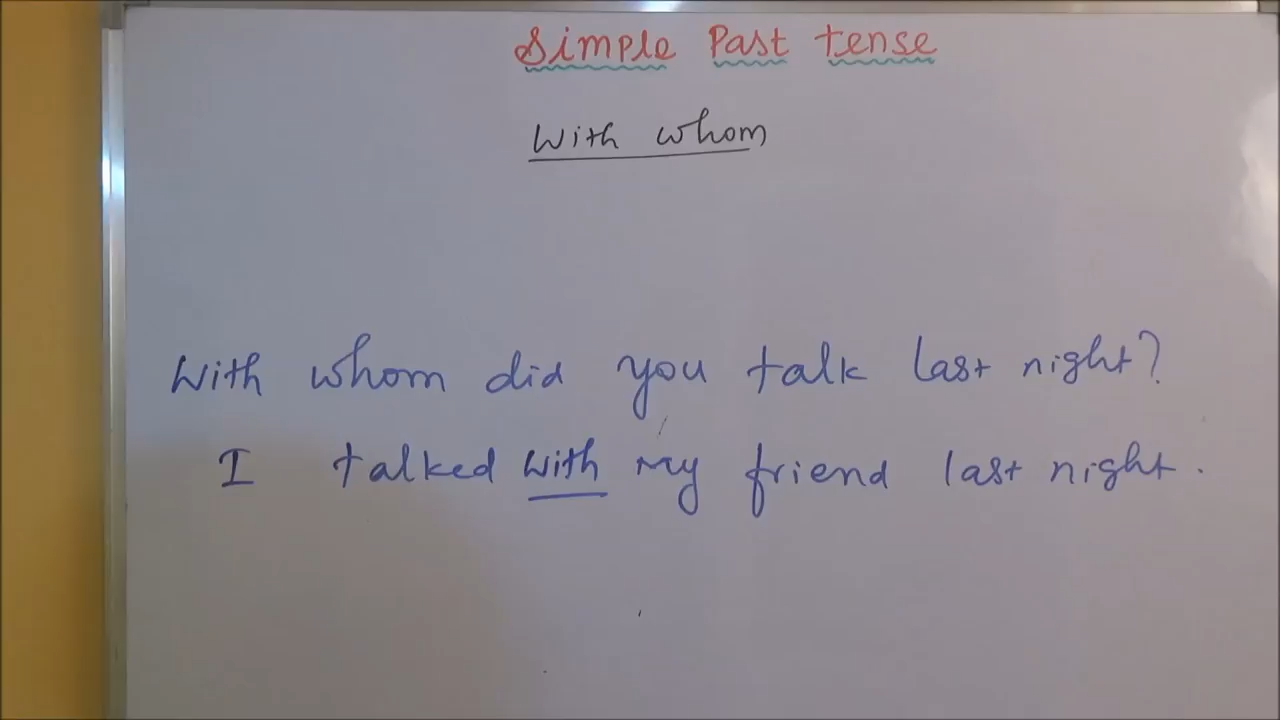 Simple Past tense
With whom
With whom did you talk last night?
I talked with my friend last night.